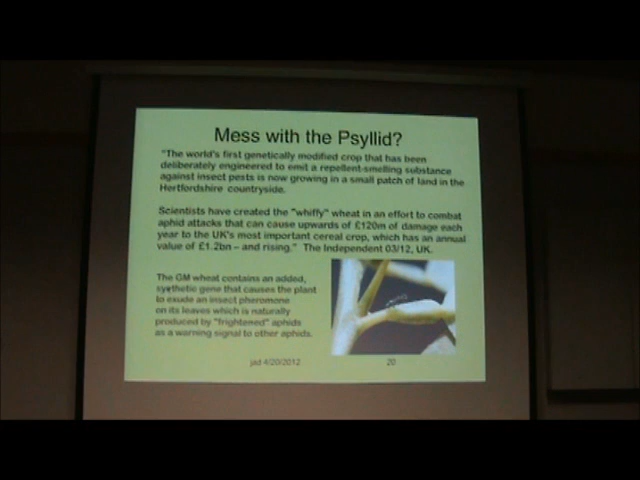 Mess with the Psyllid?
"The world's first genetically modified crop that has been
deliberately engineered to emit a repellent-smelling substance
against insect pests is now growing in a small patch of land in the
Hertfordshire countryside.
Scientists have created the "whiffy" wheat in an effort to combat
aphid attacks that can cause upwards of £120m of damage each
year to the UK's most important cereal crop, which has an annual
value of £1.2bn – and rising." The Independent 03/12, UK.
The GM wheat contains an added,
synthetic gene that causes the plant
to exude an insect pheromone
on its leaves which is naturally
produced by "frightened" aphids
as a warning signal to other aphids.
jad 4/20/2012
20